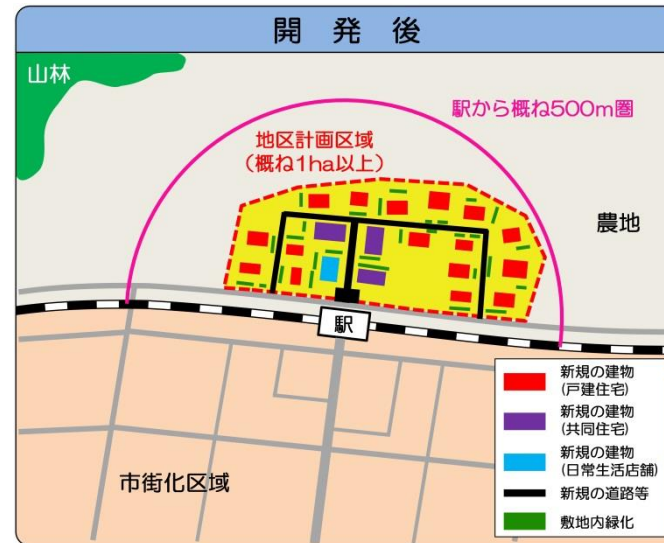 開発後
山林
駅から概ね500m圏
地区計画区域
(概ね1ha以上)
農地
駅
市街化区域
新規の建物
(戸建住宅)
新規の建物
(共同住宅)
新規の建物
(日常生活店舗)
新規の道路等
敷地内緑化